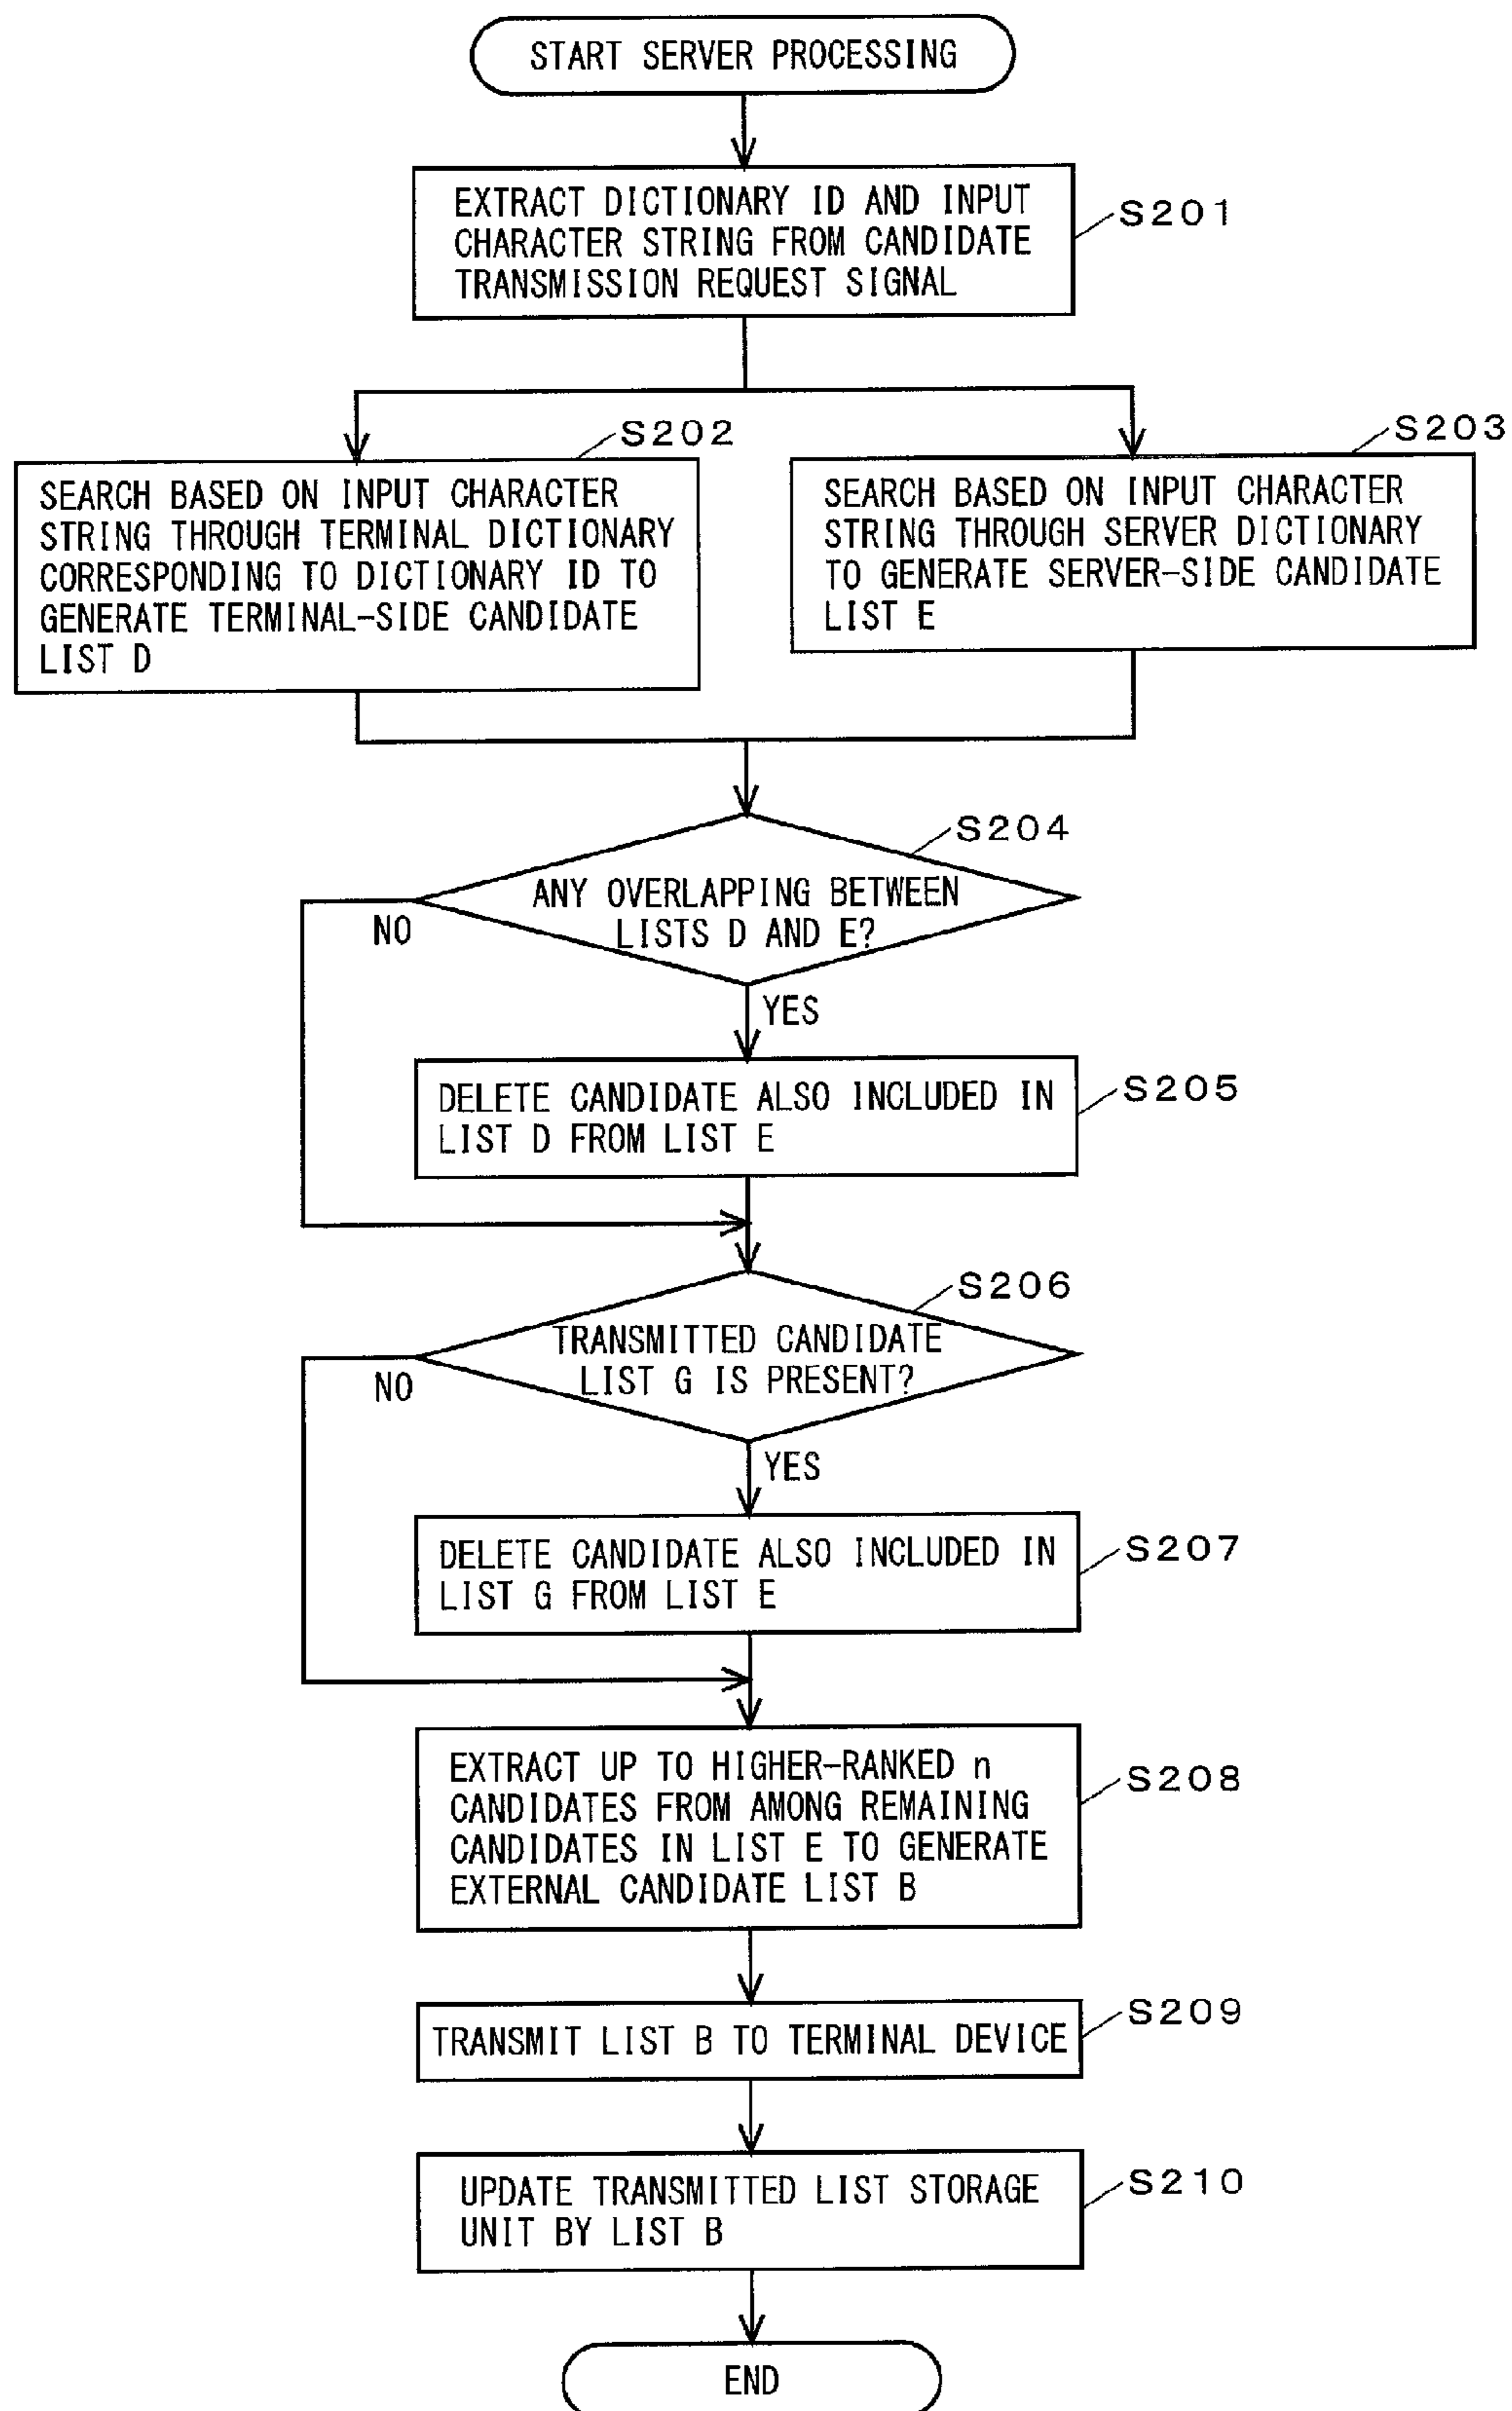 START SERVER PROCESSING
EXTRACT DICTIONARY ID AND INPUT
CHARACTER STRING FROM CANDIDATE
TRANSMISSION REQUEST SIGNAL
S201
S202
SEARCH BASED ON INPUT CHARACTER
STRING THROUGH TERMINAL DICTIONARY
CORRESPONDING TO DICTIONARY ID TO
GENERATE TERMINAL-SIDE CANDIDATE
LIST D
S203
SEARCH BASED ON INPUT CHARACTER
STRING THROUGH SERVER DICTIONARY
TO GENERATE SERVER-SIDE CANDIDATE
LIST E
S204
ANY OVERLAPPING BETWEEN
LISTS D AND E?
NO
YES
DELETE CANDIDATE ALSO INCLUDED IN
LIST D FROM LIST E
S205
S206
TRANSMITTED CANDIDATE
LIST G IS PRESENT?
NO
YES
DELETE CANDIDATE ALSO INCLUDED IN
LIST G FROM LIST E
S207
EXTRACT UP TO HIGHER-RANKED n
CANDIDATES FROM AMONG REMAINING
CANDIDATES IN LIST E TO GENERATE
EXTERNAL CANDIDATE LIST B
S208
TRANSMIT LIST B TO TERMINAL DEVICE
S209
UPDATE TRANSMITTED LIST STORAGE
UNIT BY LIST B
S210
END